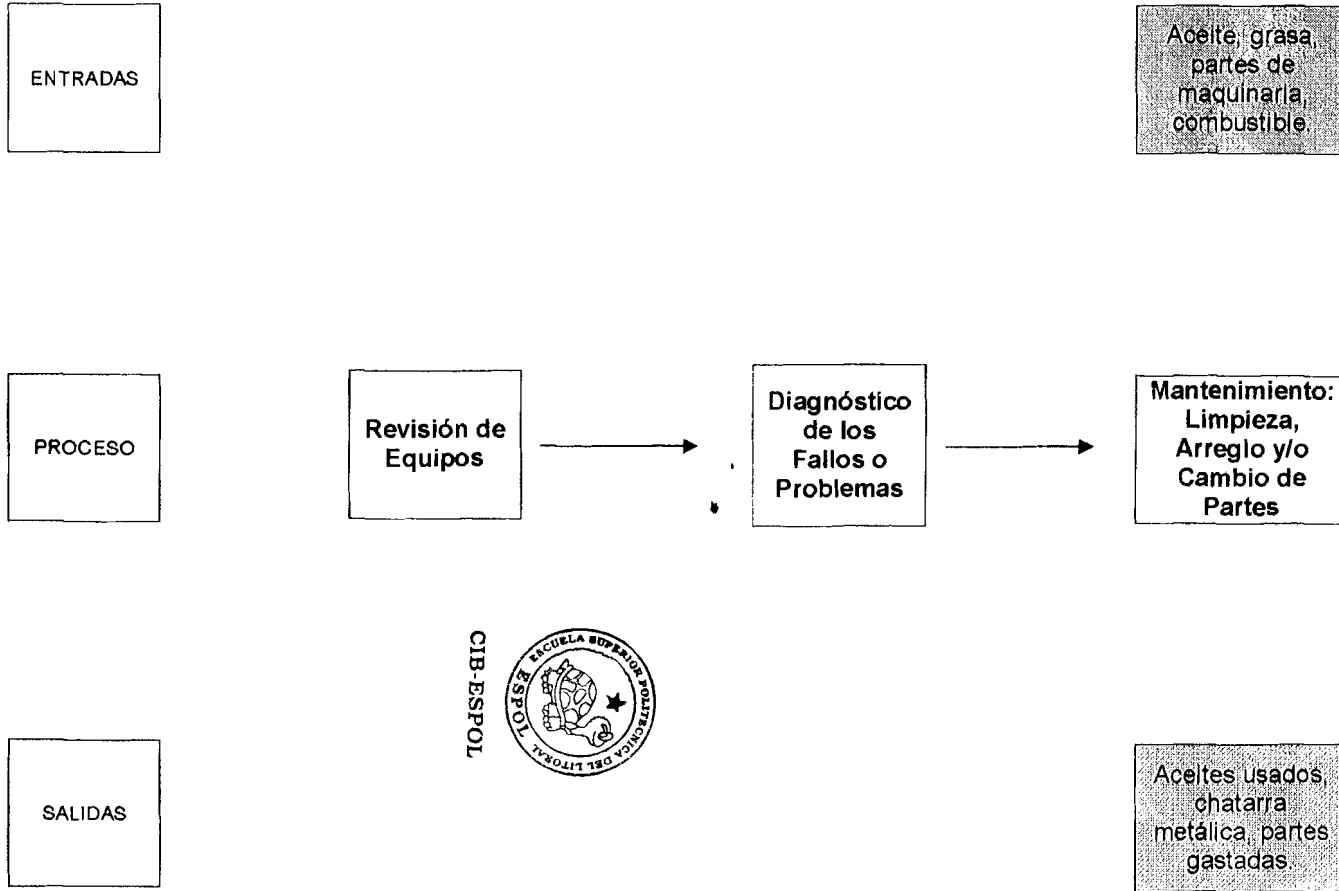 ENTRADAS
Aceite, grasa,
partes de
maquinaria,
combustible.
PROCESO
Revisión de
Equipos
Diagnóstico
de los
Fallos o
Problemas
Mantenimiento:
Limpieza,
Arreglo y/o
Cambio de
Partes
CIB-ESPOL
ESCUELA SUPERIOR POLITECNICA DEL LITORAL
ESPOL
SALIDAS
Aceites usados,
chatarra
metálica, partes
gastadas.